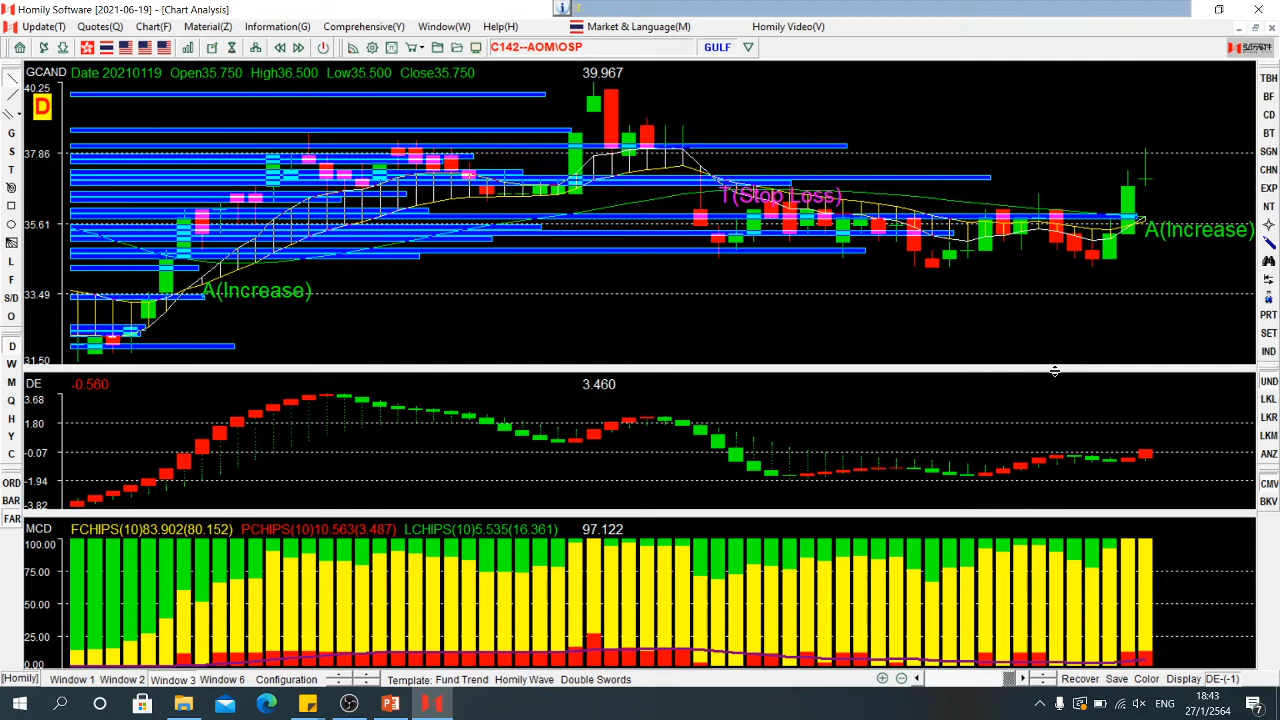 Homily Software [2021-06-19] - [Chart Analysis]
Update(T) Quotes(Q) Chart(F) Material(Z) Information(G) Comprehensive(Y) Window(W) Help(H) Market & Language(M) Homily Video(V)
C142--AOM\OSP GULF
GCAND Date 20210119 Open35.750 High36.500 Low35.500 Close35.750 39.967 TBH
40.25 BF
D CD
G BT
S 37.86 SGN
T CHN
T(Stop Loss) EXP
NT
35.61 A(Increase)
L
F A(Increase)
S/D 33.49
O PRT
SET
D IND
W 31.50
M DE -0.560 3.460 UND
Q 3.68 LKL
H 1.80 LKR
Y -0.07 LKM
C -1.94 ANZ
ORD -3.82 CMV
BAR BKV
FAR
MCD FCHIPS(10)83.902(80.152) PCHIPS(10)10.563(3.487) LCHIPS(10)5.535(16.361) 97.122
100.00
75.00
50.00
25.00
0.00
[Homily] Window 1 Window 2 Window 3 Window 6 Configuration Template: Fund Trend Homily Wave Double Swords Recover Save Color Display DE-(-1)
ENG
18:43
27/1/2564
7